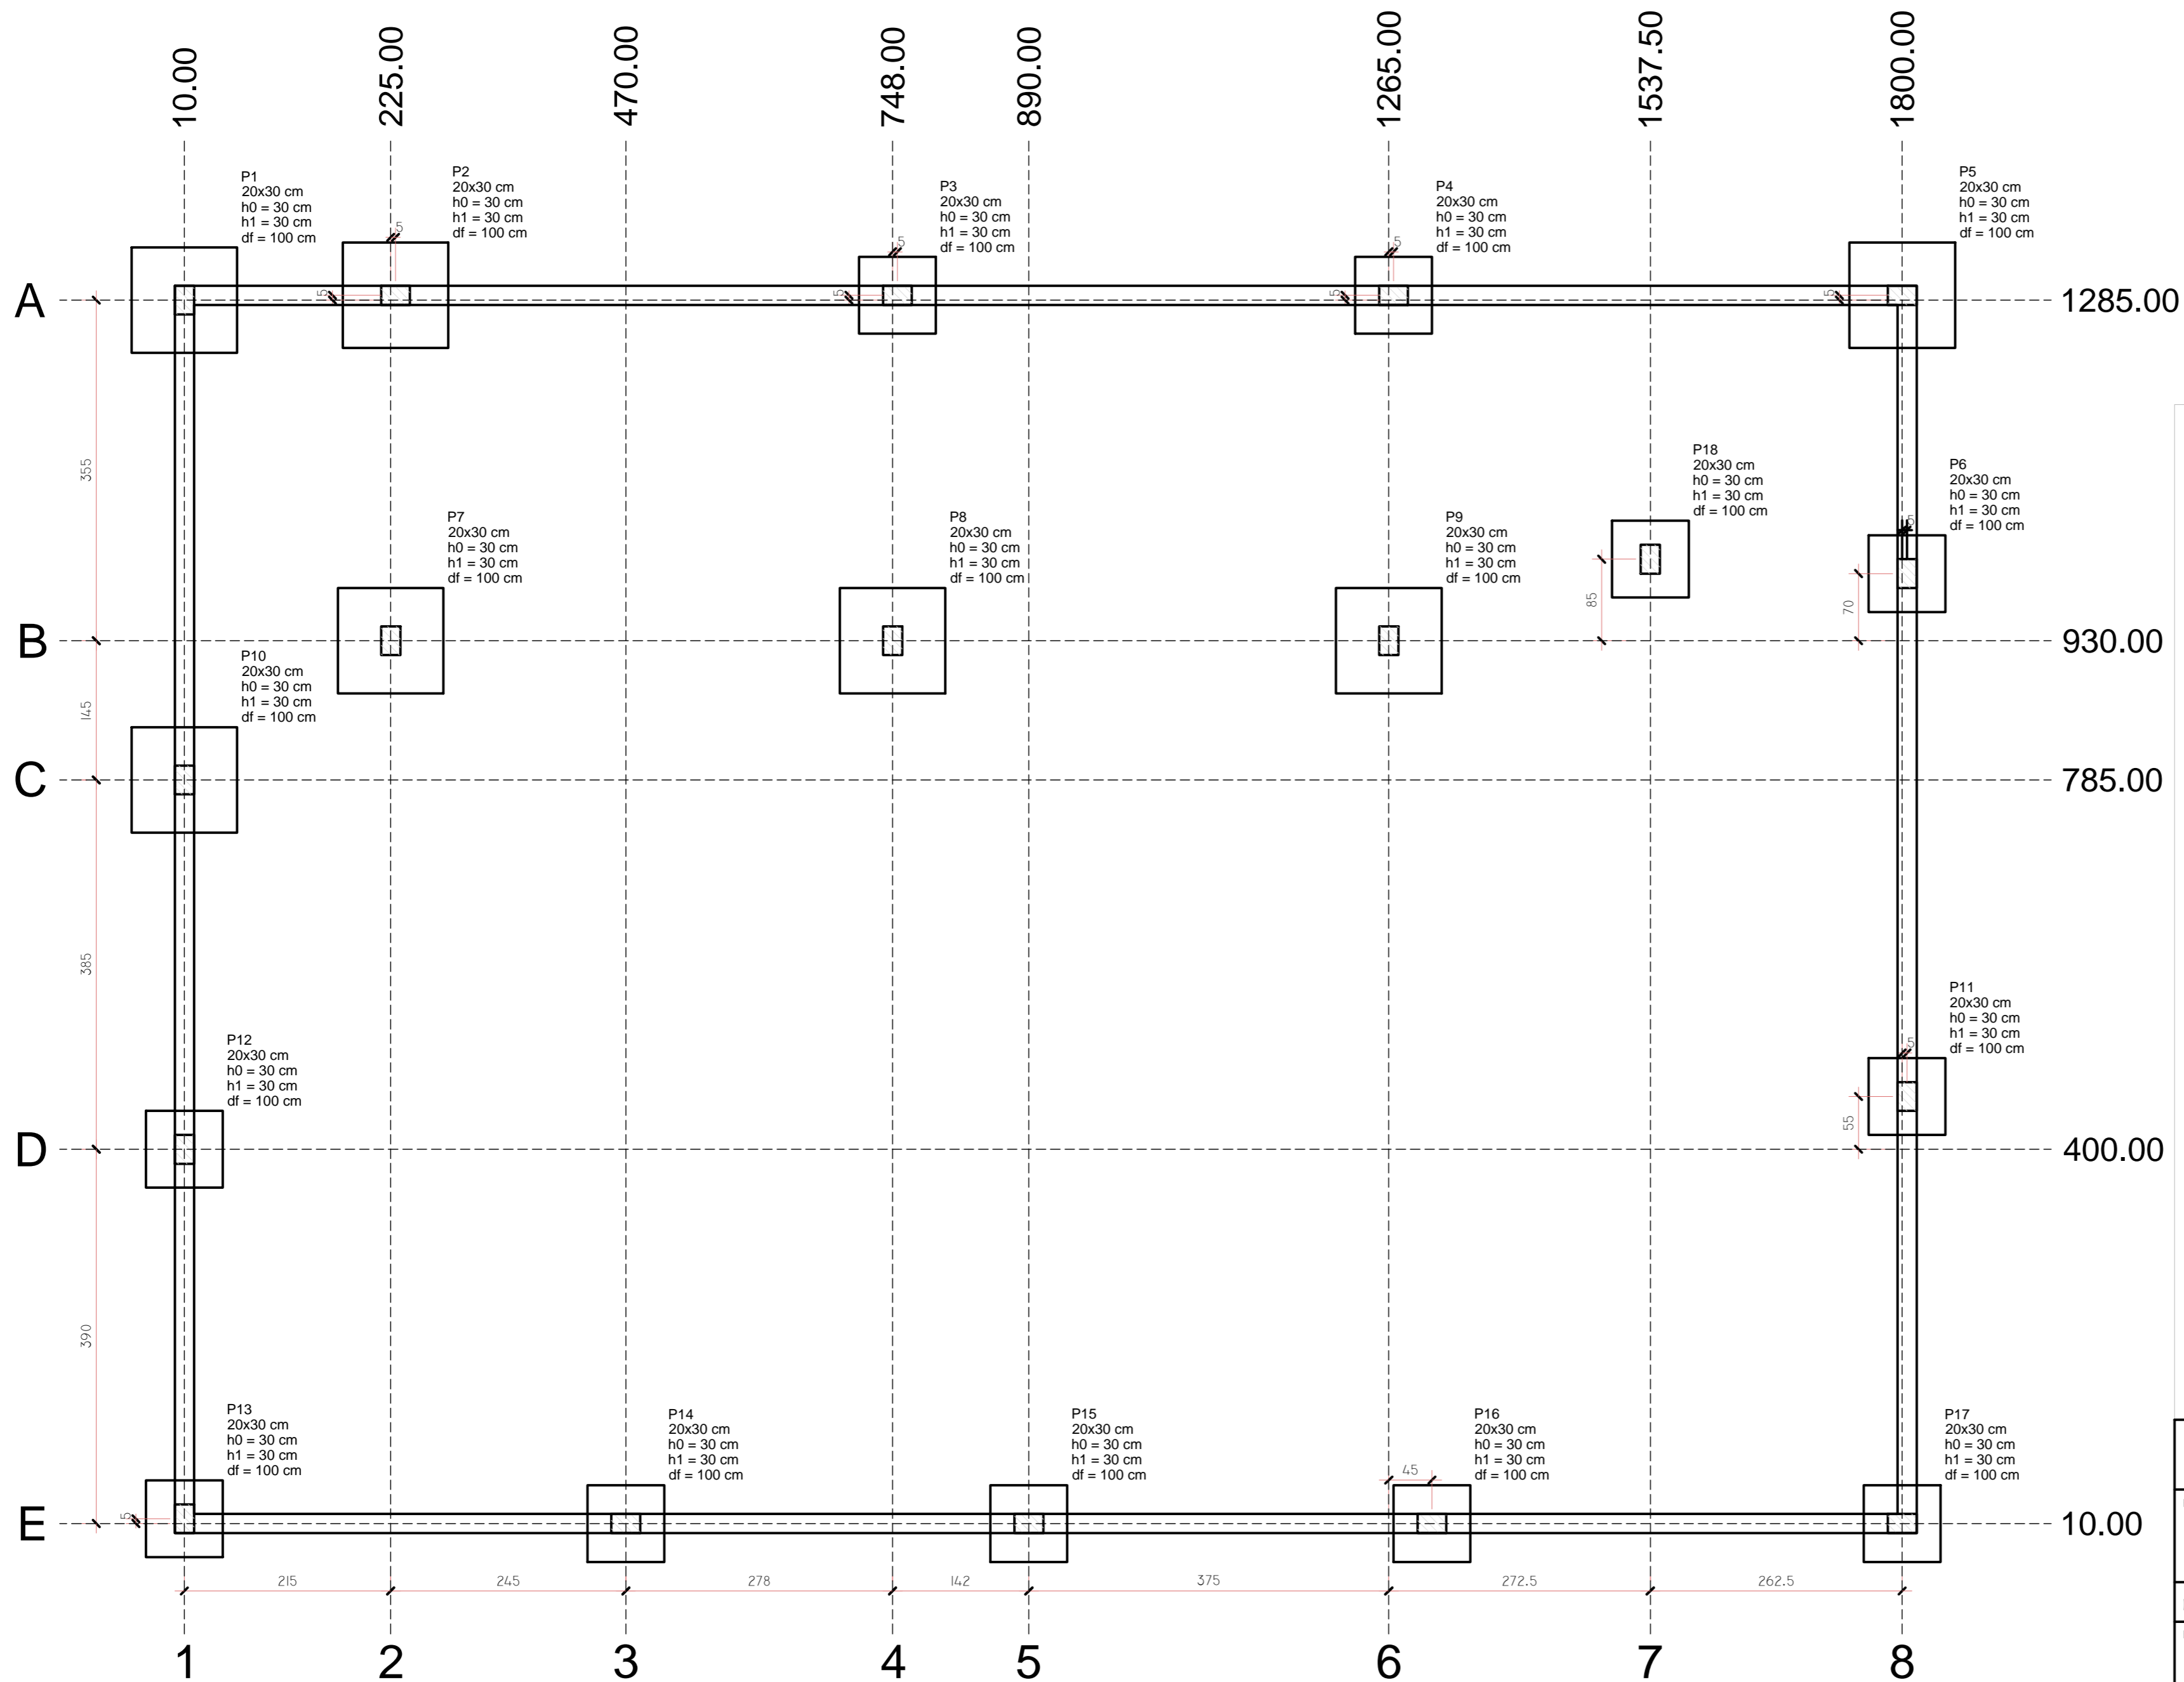 10.00
225.00
470.00
748.00
890.00
1265.00
1537.50
1800.00
P1
20x30 cm
h0 = 30 cm
h1 = 30 cm
df = 100 cm
P2
20x30 cm
h0 = 30 cm
h1 = 30 cm
df = 100 cm
P3
20x30 cm
h0 = 30 cm
h1 = 30 cm
df = 100 cm
P4
20x30 cm
h0 = 30 cm
h1 = 30 cm
df = 100 cm
P5
20x30 cm
h0 = 30 cm
h1 = 30 cm
df = 100 cm
5
5
5
A
5
5
5
5
1285.00
355
P18
20x30 cm
h0 = 30 cm
h1 = 30 cm
df = 100 cm
P6
20x30 cm
h0 = 30 cm
h1 = 30 cm
df = 100 cm
5
P7
20x30 cm
h0 = 30 cm
h1 = 30 cm
df = 100 cm
P8
20x30 cm
h0 = 30 cm
h1 = 30 cm
df = 100 cm
P9
20x30 cm
h0 = 30 cm
h1 = 30 cm
df = 100 cm
85
70
B
930.00
P10
20x30 cm
h0 = 30 cm
h1 = 30 cm
df = 100 cm
145
C
785.00
385
P11
20x30 cm
h0 = 30 cm
h1 = 30 cm
df = 100 cm
5
P12
20x30 cm
h0 = 30 cm
h1 = 30 cm
df = 100 cm
55
D
400.00
390
P13
20x30 cm
h0 = 30 cm
h1 = 30 cm
df = 100 cm
P14
20x30 cm
h0 = 30 cm
h1 = 30 cm
df = 100 cm
P15
20x30 cm
h0 = 30 cm
h1 = 30 cm
df = 100 cm
P16
20x30 cm
h0 = 30 cm
h1 = 30 cm
df = 100 cm
P17
20x30 cm
h0 = 30 cm
h1 = 30 cm
df = 100 cm
45
E
5
10.00
215
245
278
142
375
272.5
262.5
1
2
3
4
5
6
7
8